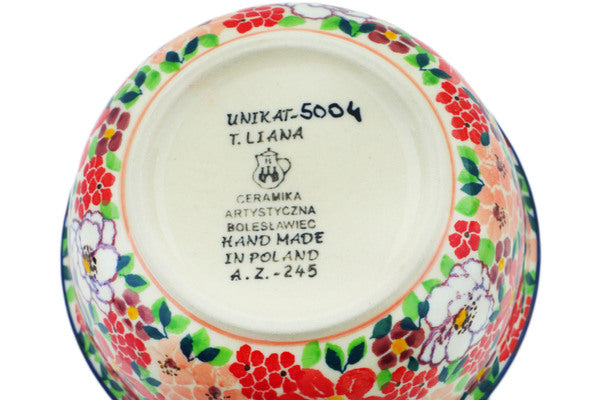 UNIKAT-5004
T. LIANA
CERAMIKA
ARTYSTYCZNA
BOLESŁAWIEC
HAND MADE
IN POLAND
A.Z.-245